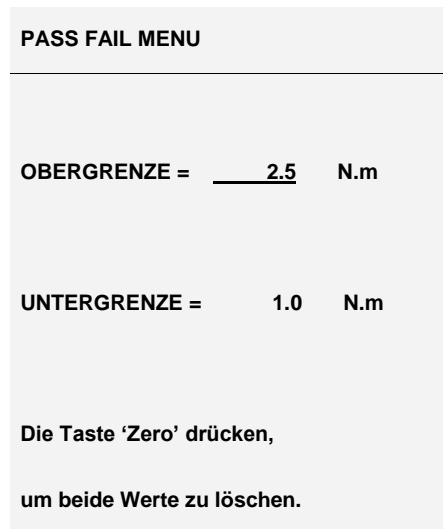 PASS FAIL MENU
OBERGRENZE = 2.5 N.m
UNTERGRENZE = 1.0 N.m
Die Taste ‘Zero’ drücken,
um beide Werte zu löschen.